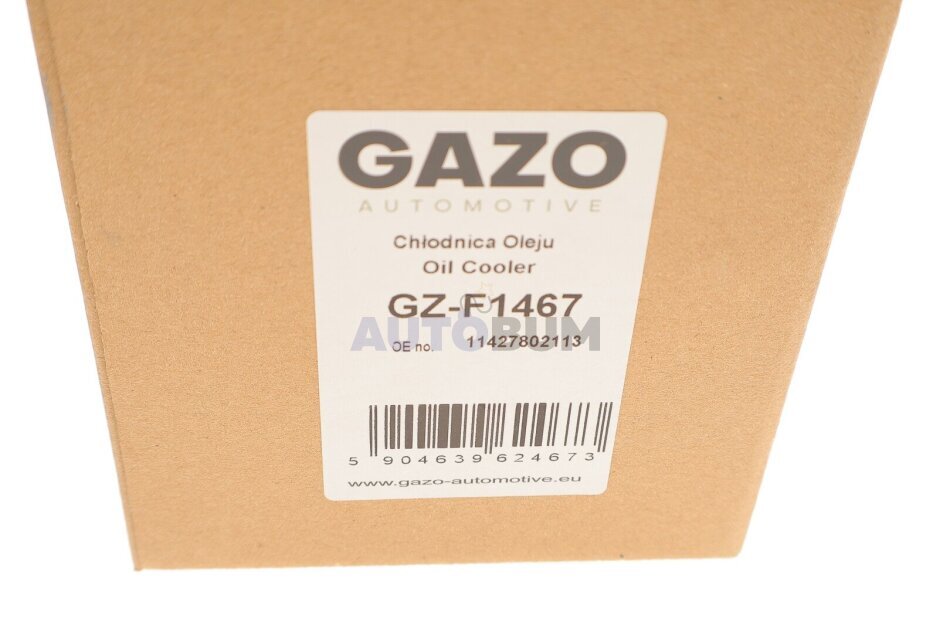 GAZO
AUTOMOTIVE
Chłodnica Oleju
Oil Cooler
GZ-F1467
AUTOBUM
OE no. 11427802113
5 904639 624673
www.gazo-automotive.eu